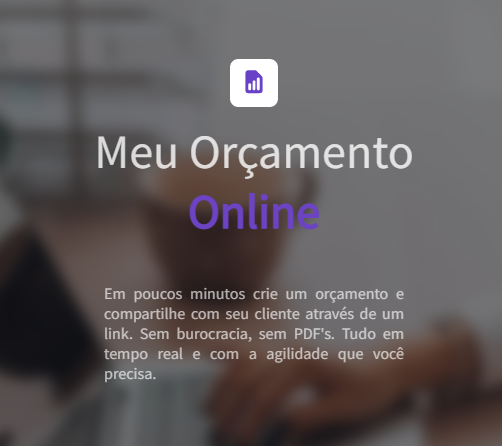 Meu Orçamento
Online
Em poucos minutos crie um orçamento e
compartilhe com seu cliente através de um
link. Sem burocracia, sem PDF's. Tudo em
tempo real e com a agilidade que você
precisa.